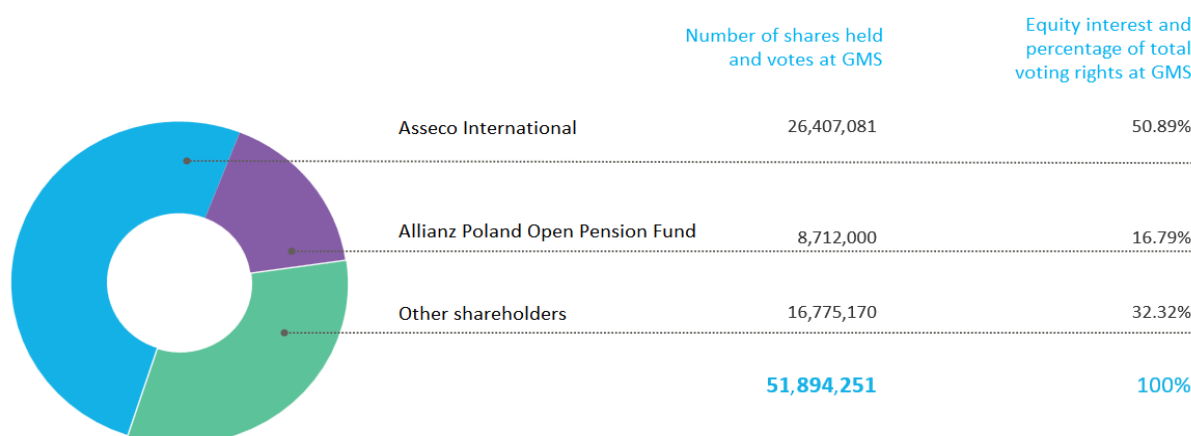 Number of shares held
and votes at GMS
Equity interest and
percentage of total
voting rights at GMS
Asseco International 26,407,081 50.89%
Allianz Poland Open Pension Fund 8,712,000 16.79%
Other shareholders 16,775,170 32.32%
51,894,251 100%